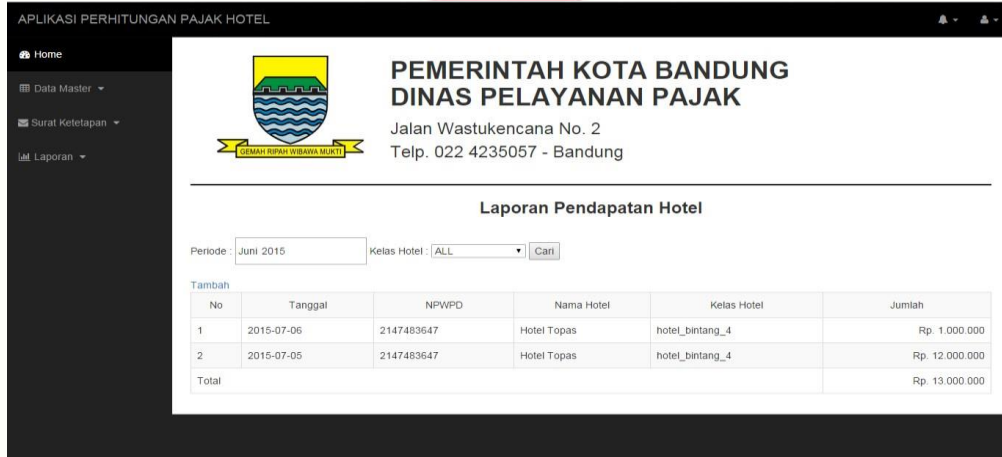 APLIKASI PERHITUNGAN PAJAK HOTEL
Home
Data Master
Surat Ketetapan
Laporan
GEMAH RIPAH WIBAWA MUKTI
PEMERINTAH KOTA BANDUNG
DINAS PELAYANAN PAJAK
Jalan Wastukencana No. 2
Telp. 022 4235057 - Bandung
Laporan Pendapatan Hotel
Periode : Juni 2015 Kelas Hotel : ALL Cari
Tambah
No Tanggal NPWPD Nama Hotel Kelas Hotel Jumlah
1 2015-07-06 2147483647 Hotel Topas hotel_bintang_4 Rp. 1.000.000
2 2015-07-05 2147483647 Hotel Topas hotel_bintang_4 Rp. 12.000.000
Total Rp. 13.000.000